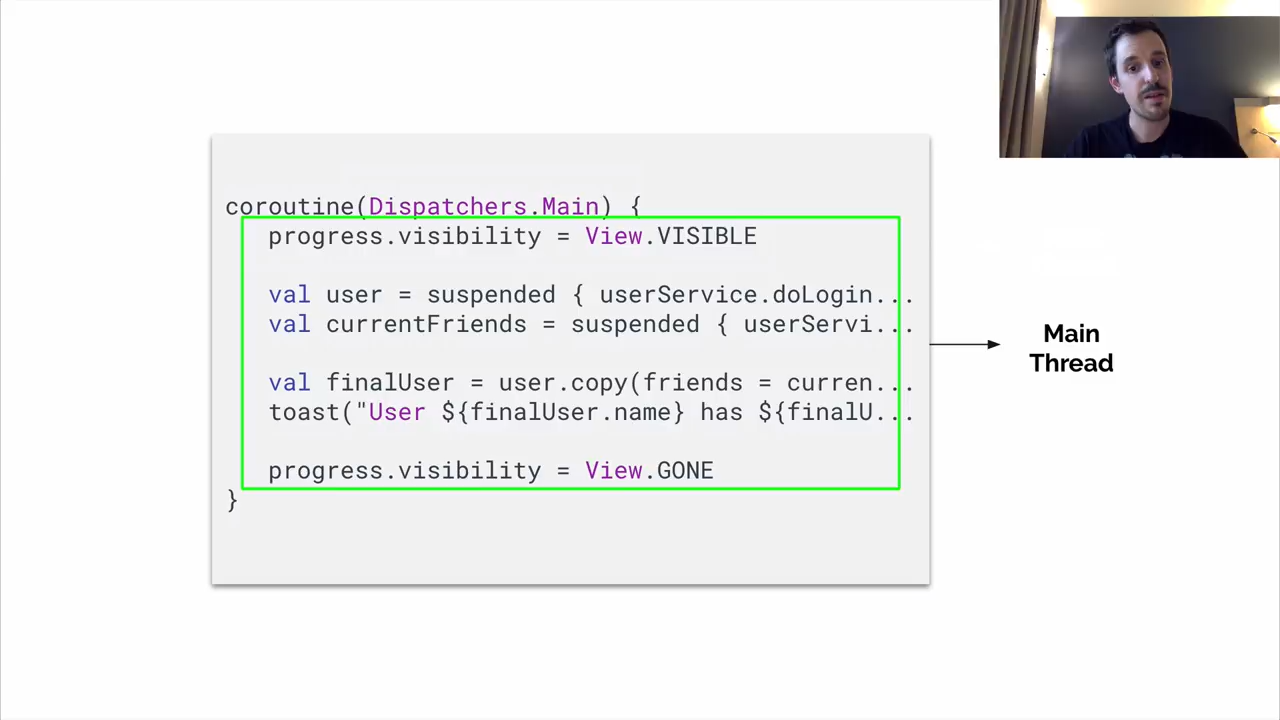 coroutine(Dispatchers.Main) {
progress.visibility = View.VISIBLE
val user = suspended { userService.doLogin...
val currentFriends = suspended { userServi...
val finalUser = user.copy(friends = curren...
toast("User ${finalUser.name} has ${finalU...
progress.visibility = View.GONE
}
Main
Thread